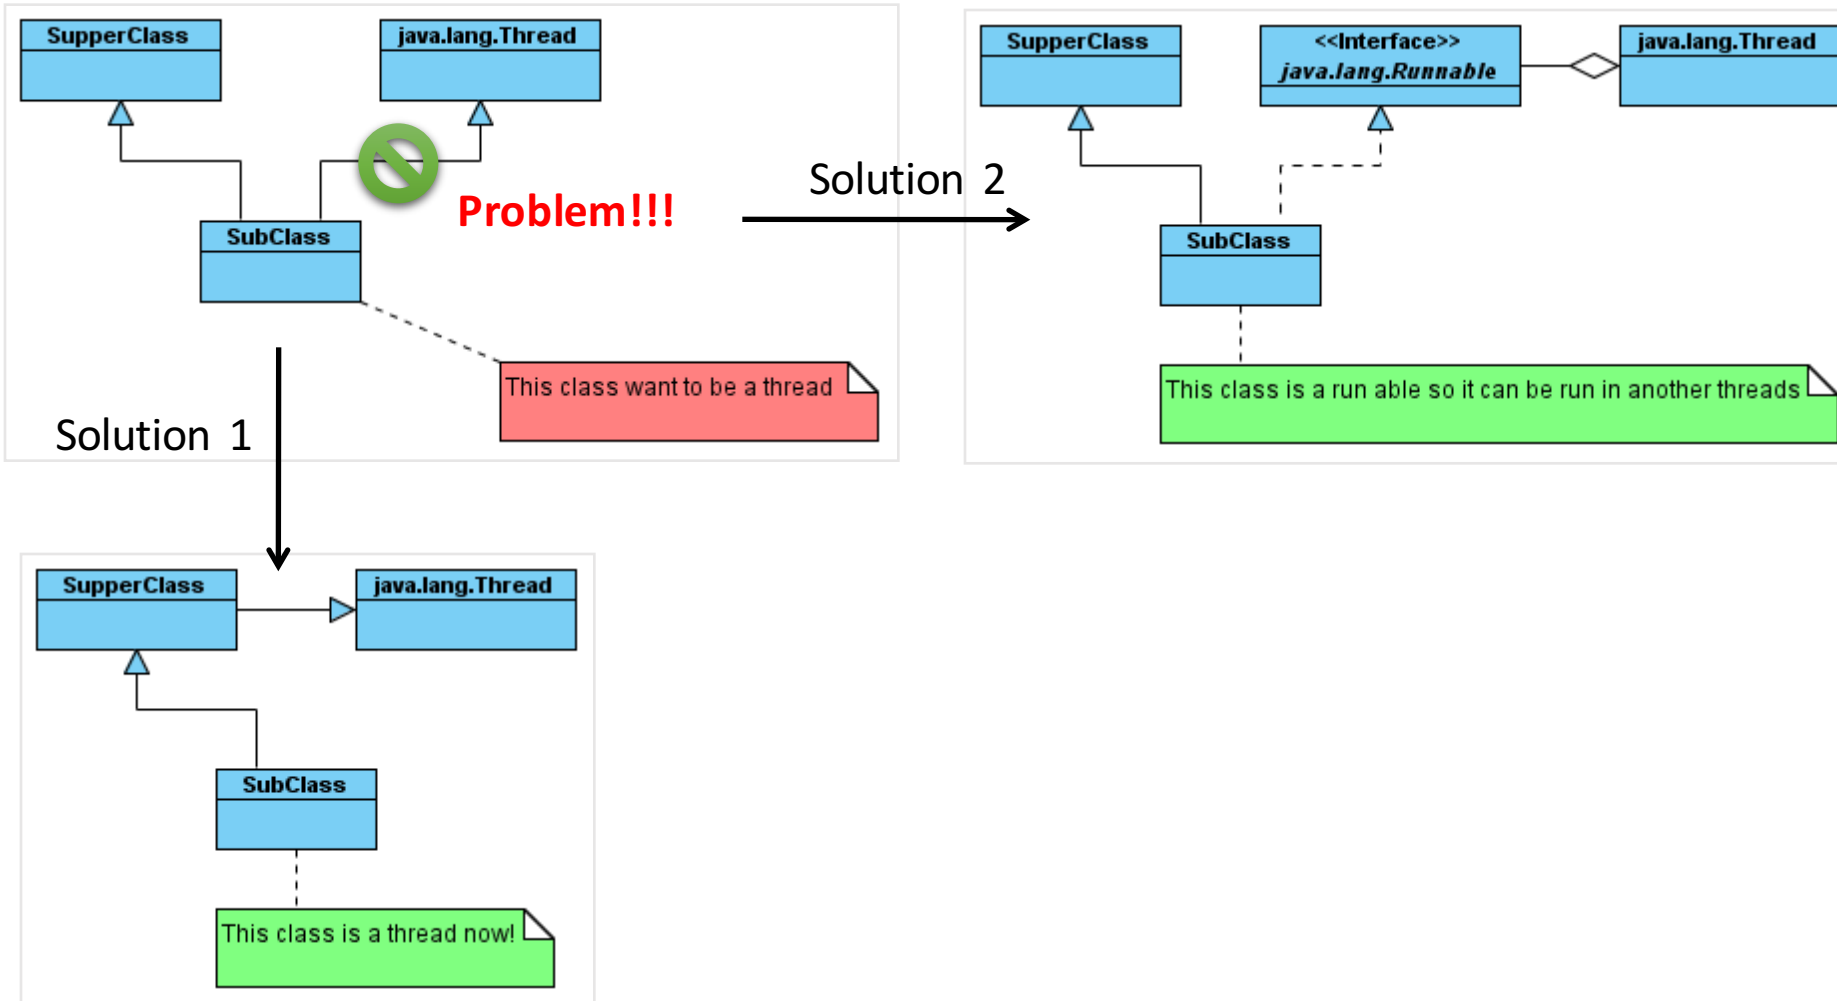 SupperClass
java.lang.Thread
Problem!!!
SubClass
This class want to be a thread
Solution 2
SupperClass
<<Interface>>
java.lang.Runnable
java.lang.Thread
SubClass
This class is a run able so it can be run in another threads
Solution 1
SupperClass
java.lang.Thread
SubClass
This class is a thread now!